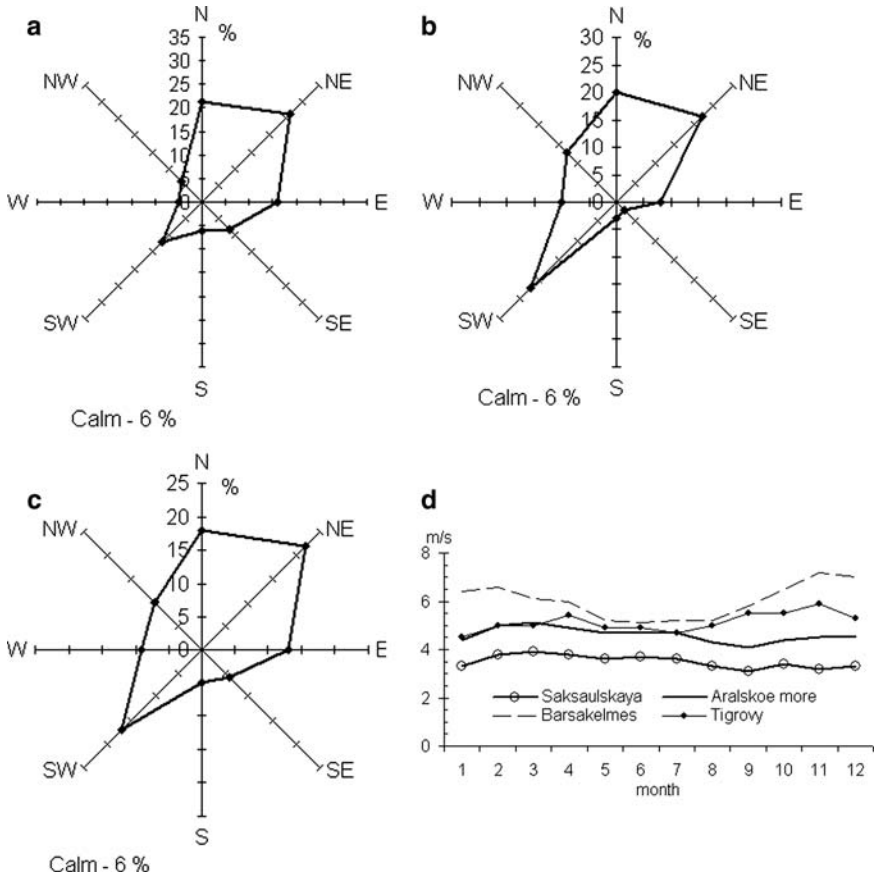 a
N
35
%
30
25
20
15
10
5
0
NW
NE
W
E
SW
SE
S
Calm - 6 %
b
N
30
%
25
20
15
10
5
0
NW
NE
W
E
SW
SE
S
Calm - 6 %
c
N
25
%
20
15
10
5
0
NW
NE
W
E
SW
SE
S
Calm - 6 %
d
m/s
8
6
4
2
0
Saksaulskaya
Aralskoe more
Barsakelmes
Tigrovy
1 2 3 4 5 6 7 8 9 10 11 12
month